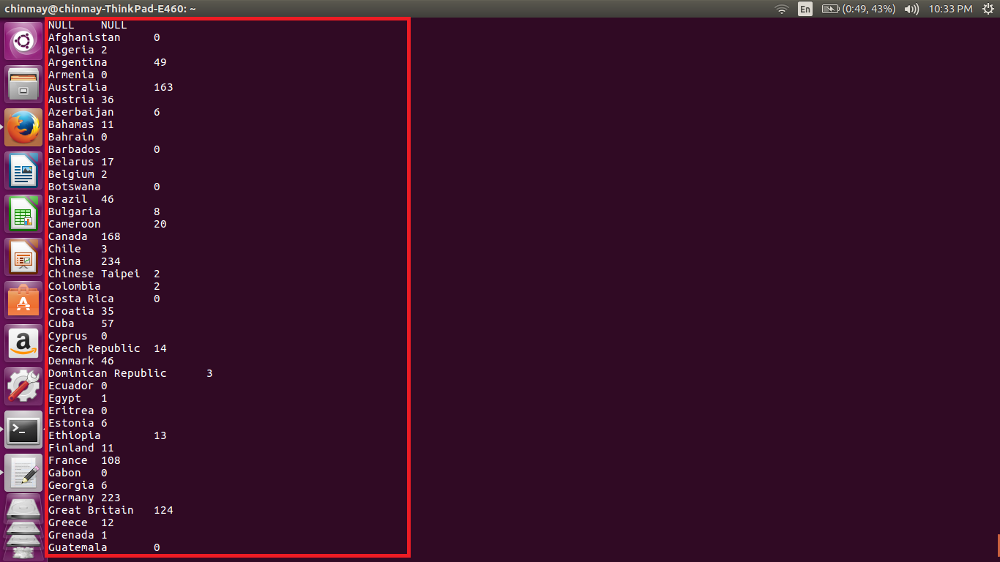 chinmay@chinmay-ThinkPad-E460: ~ En (0:49, 43%) 10:33 PM
NULL NULL
Afghanistan 0
Algeria 2
Argentina 49
Armenia 0
Australia 163
Austria 36
Azerbaijan 6
Bahamas 11
Bahrain 0
Barbados 0
Belarus 17
Belgium 2
Botswana 0
Brazil 46
Bulgaria 8
Cameroon 20
Canada 168
Chile 3
China 234
Chinese Taipei 2
Colombia 2
Costa Rica 0
Croatia 35
Cuba 57
Cyprus 0
Czech Republic 14
Denmark 46
Dominican Republic 3
Ecuador 0
Egypt 1
Eritrea 0
Estonia 6
Ethiopia 13
Finland 11
France 108
Gabon 0
Georgia 6
Germany 223
Great Britain 124
Greece 12
Grenada 1
Guatemala 0